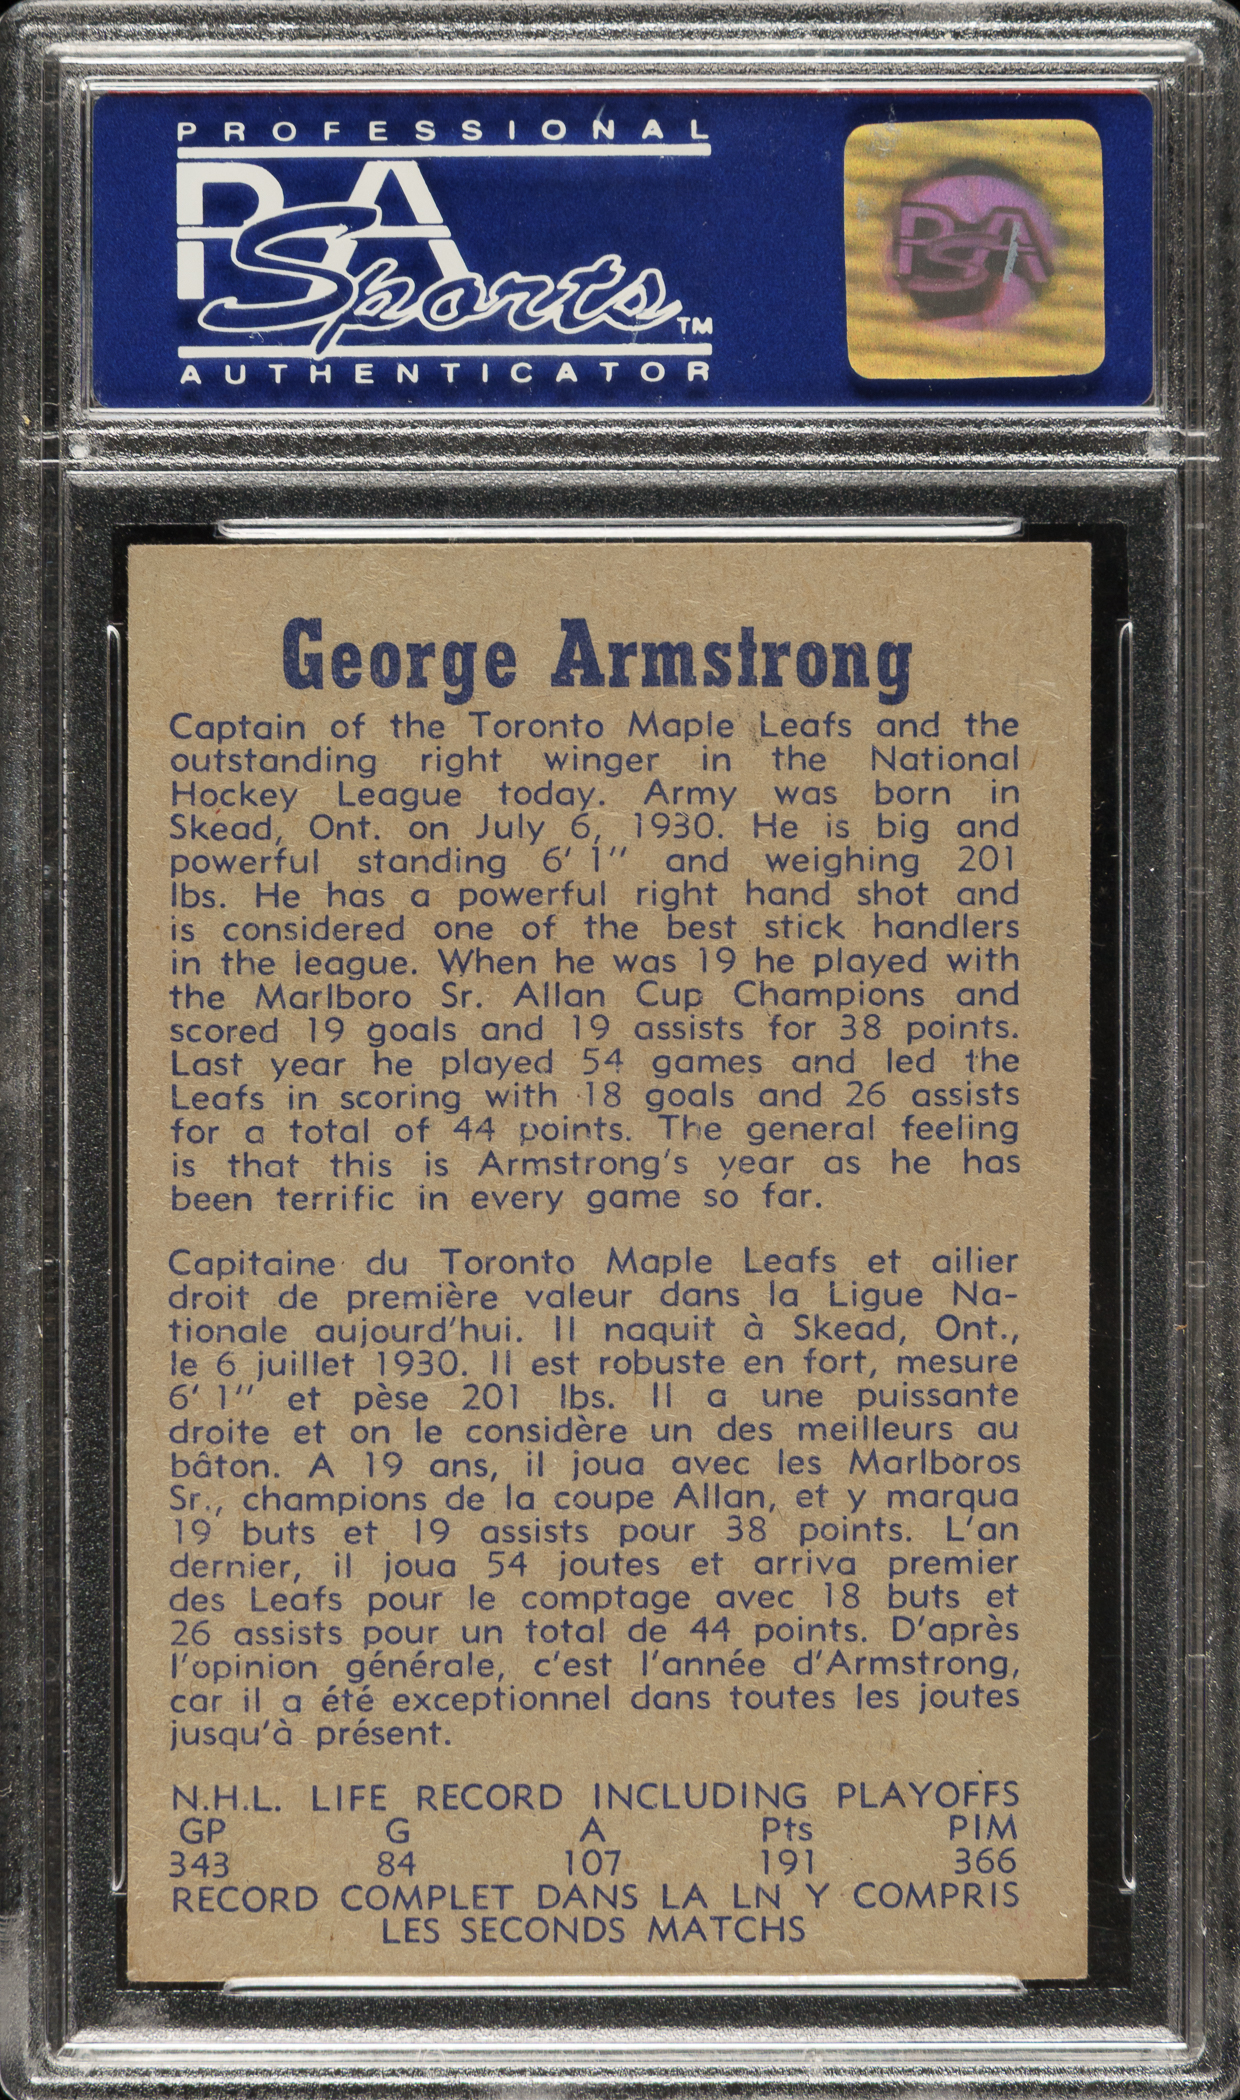 PROFESSIONAL
PSA
Sports TM
AUTHENTICATOR
PSA
George Armstrong
Captain of the Toronto Maple Leafs and the
outstanding right winger in the National
Hockey League today. Army was born in
Skead, Ont. on July 6, 1930. He is big and
powerful standing 6' 1" and weighing 201
lbs. He has a powerful right hand shot and
is considered one of the best stick handlers
in the league. When he was 19 he played with
the Marlboro Sr. Allan Cup Champions and
scored 19 goals and 19 assists for 38 points.
Last year he played 54 games and led the
Leafs in scoring with 18 goals and 26 assists
for a total of 44 points. The general feeling
is that this is Armstrong's year as he has
been terrific in every game so far.
Capitaine du Toronto Maple Leafs et ailier
droit de première valeur dans la Ligue Na-
tionale aujourd'hui. Il naquit à Skead, Ont.,
le 6 juillet 1930. Il est robuste en fort, mesure
6' 1" et pèse 201 lbs. Il a une puissante
droite et on le considère un des meilleurs au
bâton. A 19 ans, il joua avec les Marlboros
Sr., champions de la coupe Allan, et y marqua
19 buts et 19 assists pour 38 points. L'an
dernier, il joua 54 joutes et arriva premier
des Leafs pour le comptage avec 18 buts et
26 assists pour un total de 44 points. D'après
l'opinion générale, c'est l'année d'Armstrong,
car il a été exceptionnel dans toutes les joutes
jusqu'à présent.
N.H.L. LIFE RECORD INCLUDING PLAYOFFS
GP G A Pts PIM
343 84 107 191 366
RECORD COMPLET DANS LA LN Y COMPRIS
LES SECONDS MATCHS